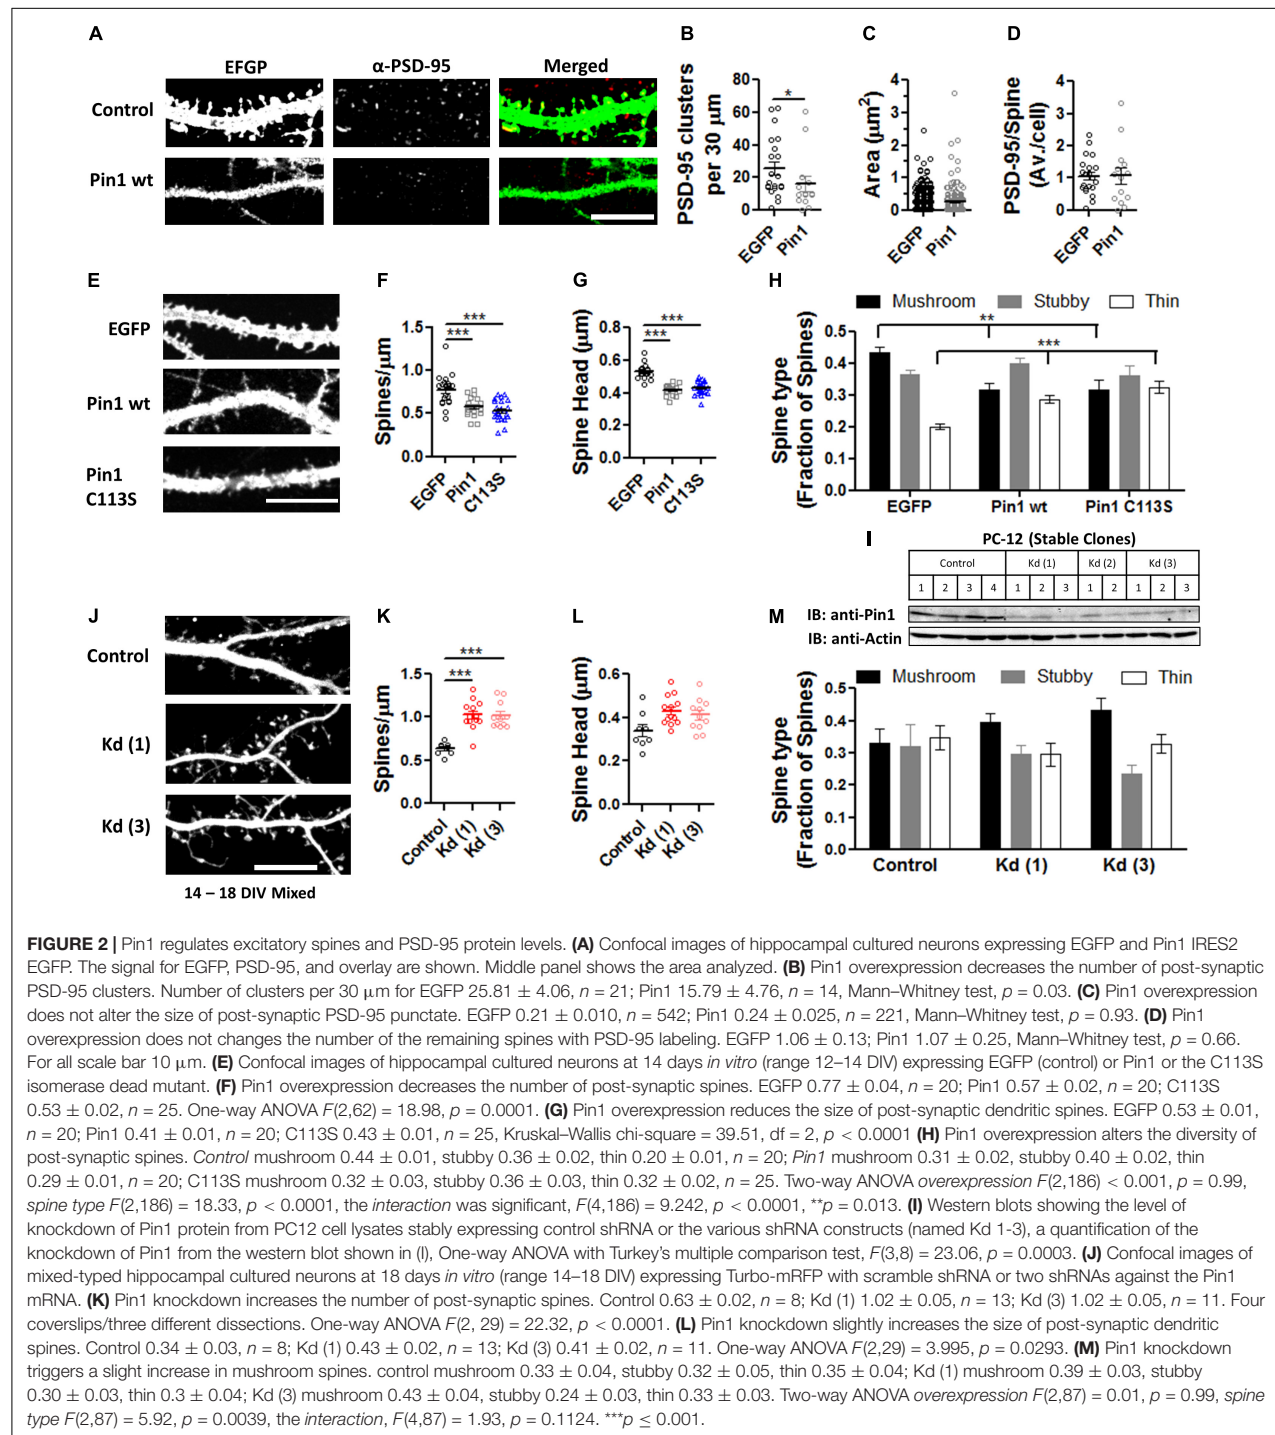 A
EFGP
α-PSD-95
Merged
Control
Pin1 wt
B
PSD-95 clusters
per 30 μm
80
60
40
20
0
*
EGFP
Pin1
C
Area (μm²)
4
3
2
1
0
EGFP
Pin1
D
PSD-95/Spine
(Av./cell)
4
3
2
1
0
EGFP
Pin1
E
EGFP
Pin1 wt
Pin1
C113S
F
Spines/μm
1.5
1.0
0.5
0.0
***
***
EGFP
Pin1
C113S
G
Spine Head (μm)
0.8
0.6
0.4
0.2
0.0
***
***
EGFP
Pin1
C113S
H
Mushroom Stubby Thin
Spine type
(Fraction of Spines)
0.5
0.4
0.3
0.2
0.1
0.0
**
***
EGFP Pin1 wt Pin1 C113S
I
PC-12 (Stable Clones)
Control Kd (1) Kd (2) Kd (3)
1 2 3 4 1 2 3 1 2 1 2 3
IB: anti-Pin1
IB: anti-Actin
J
Control
Kd (1)
Kd (3)
14 – 18 DIV Mixed
K
Spines/μm
1.5
1.0
0.5
0.0
***
***
Control
Kd (1)
Kd (3)
L
Spine Head (μm)
0.6
0.4
0.2
0.0
Control
Kd (1)
Kd (3)
M
Mushroom Stubby Thin
Spine type
(Fraction of Spines)
0.5
0.4
0.3
0.2
0.1
0.0
Control Kd (1) Kd (3)
FIGURE 2 | Pin1 regulates excitatory spines and PSD-95 protein levels. (A) Confocal images of hippocampal cultured neurons expressing EGFP and Pin1 IRES2
EGFP. The signal for EGFP, PSD-95, and overlay are shown. Middle panel shows the area analyzed. (B) Pin1 overexpression decreases the number of post-synaptic
PSD-95 clusters. Number of clusters per 30 μm for EGFP 25.81 ± 4.06, n = 21; Pin1 15.79 ± 4.76, n = 14, Mann–Whitney test, p = 0.03. (C) Pin1 overexpression
does not alter the size of post-synaptic PSD-95 punctate. EGFP 0.21 ± 0.010, n = 542; Pin1 0.24 ± 0.025, n = 221, Mann–Whitney test, p = 0.93. (D) Pin1
overexpression does not changes the number of the remaining spines with PSD-95 labeling. EGFP 1.06 ± 0.13; Pin1 1.07 ± 0.25, Mann–Whitney test, p = 0.66.
For all scale bar 10 μm. (E) Confocal images of hippocampal cultured neurons at 14 days in vitro (range 12–14 DIV) expressing EGFP (control) or Pin1 or the C113S
isomerase dead mutant. (F) Pin1 overexpression decreases the number of post-synaptic spines. EGFP 0.77 ± 0.04, n = 20; Pin1 0.57 ± 0.02, n = 20; C113S
0.53 ± 0.02, n = 25. One-way ANOVA F(2,62) = 18.98, p = 0.0001. (G) Pin1 overexpression reduces the size of post-synaptic dendritic spines. EGFP 0.53 ± 0.01,
n = 20; Pin1 0.41 ± 0.01, n = 20; C113S 0.43 ± 0.01, n = 25, Kruskal–Wallis chi-square = 39.51, df = 2, p < 0.0001 (H) Pin1 overexpression alters the diversity of
post-synaptic spines. Control mushroom 0.44 ± 0.01, stubby 0.36 ± 0.02, thin 0.20 ± 0.01, n = 20; Pin1 mushroom 0.31 ± 0.02, stubby 0.40 ± 0.02, thin
0.29 ± 0.01, n = 20; C113S mushroom 0.32 ± 0.03, stubby 0.36 ± 0.03, thin 0.32 ± 0.02, n = 25. Two-way ANOVA overexpression F(2,186) < 0.001, p = 0.99,
spine type F(2,186) = 18.33, p < 0.0001, the interaction was significant, F(4,186) = 9.242, p < 0.0001, **p = 0.013. (I) Western blots showing the level of
knockdown of Pin1 protein from PC12 cell lysates stably expressing control shRNA or the various shRNA constructs (named Kd 1-3), a quantification of the
knockdown of Pin1 from the western blot shown in (I), One-way ANOVA with Turkey's multiple comparison test, F(3,8) = 23.06, p = 0.0003. (J) Confocal images of
mixed-typed hippocampal cultured neurons at 18 days in vitro (range 14–18 DIV) expressing Turbo-mRFP with scramble shRNA or two shRNAs against the Pin1
mRNA. (K) Pin1 knockdown increases the number of post-synaptic spines. Control 0.63 ± 0.02, n = 8; Kd (1) 1.02 ± 0.05, n = 13; Kd (3) 1.02 ± 0.05, n = 11. Four
coverslips/three different dissections. One-way ANOVA F(2, 29) = 22.32, p < 0.0001. (L) Pin1 knockdown slightly increases the size of post-synaptic dendritic
spines. Control 0.34 ± 0.03, n = 8; Kd (1) 0.43 ± 0.02, n = 13; Kd (3) 0.41 ± 0.02, n = 11. One-way ANOVA F(2,29) = 3.995, p = 0.0293. (M) Pin1 knockdown
triggers a slight increase in mushroom spines. control mushroom 0.33 ± 0.04, stubby 0.32 ± 0.05, thin 0.35 ± 0.04; Kd (1) mushroom 0.39 ± 0.03, stubby
0.30 ± 0.03, thin 0.3 ± 0.04; Kd (3) mushroom 0.43 ± 0.04, stubby 0.24 ± 0.03, thin 0.33 ± 0.03. Two-way ANOVA overexpression F(2,87) = 0.01, p = 0.99, spine
type F(2,87) = 5.92, p = 0.0039, the interaction, F(4,87) = 1.93, p = 0.1124. ***p ≤ 0.001.